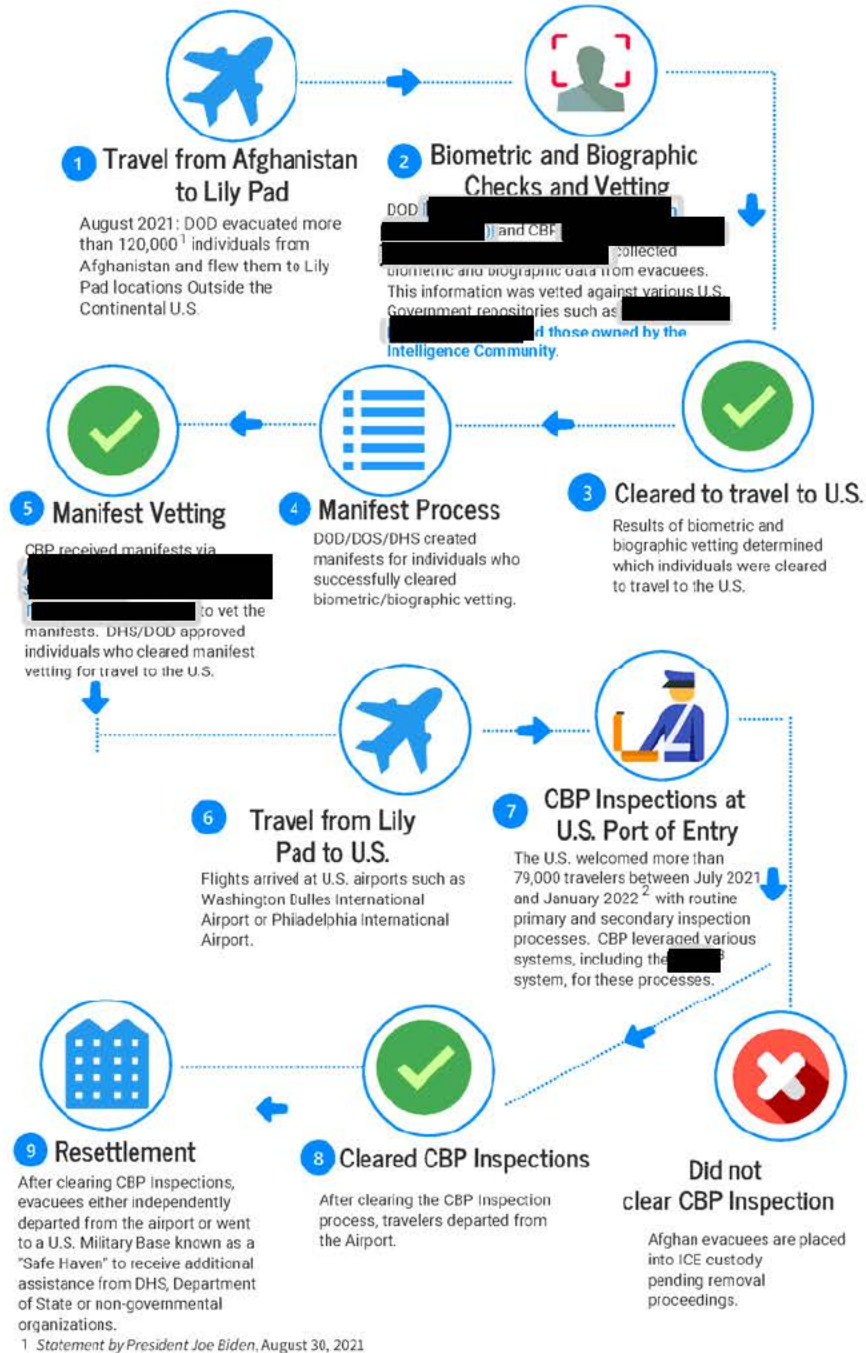 1 Travel from Afghanistan
to Lily Pad
August 2021: DOD evacuated more
than 120,000 1 individuals from
Afghanistan and flew them to Lily
Pad locations Outside the
Continental U.S.
2 Biometric and Biographic
Checks and Vetting
DOD
and CBP
collected
biometric and biographic data from evacuees.
This information was vetted against various U.S.
Government repositories such as
those owned by the
Intelligence Community.
3 Cleared to travel to U.S.
Results of biometric and
biographic vetting determined
which individuals were cleared
to travel to the U.S.
4 Manifest Process
DOD/DOS/DHS created
manifests for individuals who
successfully cleared
biometric/biographic vetting.
5 Manifest Vetting
CBP received manifests via
to vet the
manifests. DHS/DOD approved
individuals who cleared manifest
vetting for travel to the U.S.
6 Travel from Lily
Pad to U.S.
Flights arrived at U.S. airports such as
Washington Dulles International
Airport or Philadelphia International
Airport.
7 CBP Inspections at
U.S. Port of Entry
The U.S. welcomed more than
79,000 travelers between July 2021
and January 2022 2 with routine
primary and secondary inspection
processes. CBP leveraged various
systems, including the 3
system, for these processes.
8 Cleared CBP Inspections
After clearing the CBP Inspection
process, travelers departed from
the Airport.
Did not
clear CBP Inspection
Afghan evacuees are placed
into ICE custody
pending removal
proceedings.
9 Resettlement
After clearing CBP Inspections,
evacuees either independently
departed from the airport or went
to a U.S. Military Base known as a
"Safe Haven" to receive additional
assistance from DHS, Department
of State or non-governmental
organizations.
1 Statement by President Joe Biden, August 30, 2021